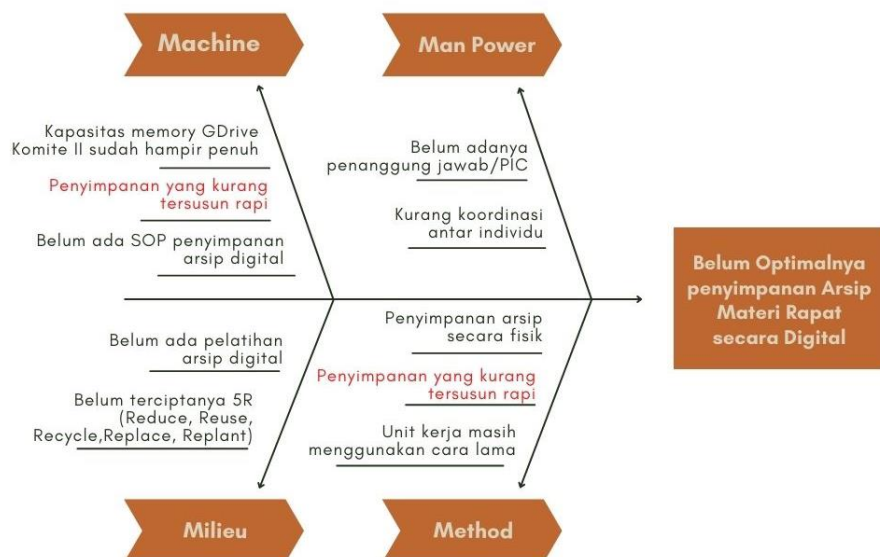 Machine
Man Power
Kapasitas memory GDrive
Komite II sudah hampir penuh
Penyimpanan yang kurang
tersusun rapi
Belum ada SOP penyimpanan
arsip digital
Belum adanya
penanggung jawab/PIC
Kurang koordinasi
antar individu
Belum Optimalnya
penyimpanan Arsip
Materi Rapat
secara Digital
Belum ada pelatihan
arsip digital
Belum terciptanya 5R
(Reduce, Reuse,
Recycle,Replace, Replant)
Penyimpanan arsip
secara fisik
Penyimpanan yang kurang
tersusun rapi
Unit kerja masih
menggunakan cara lama
Milieu
Method